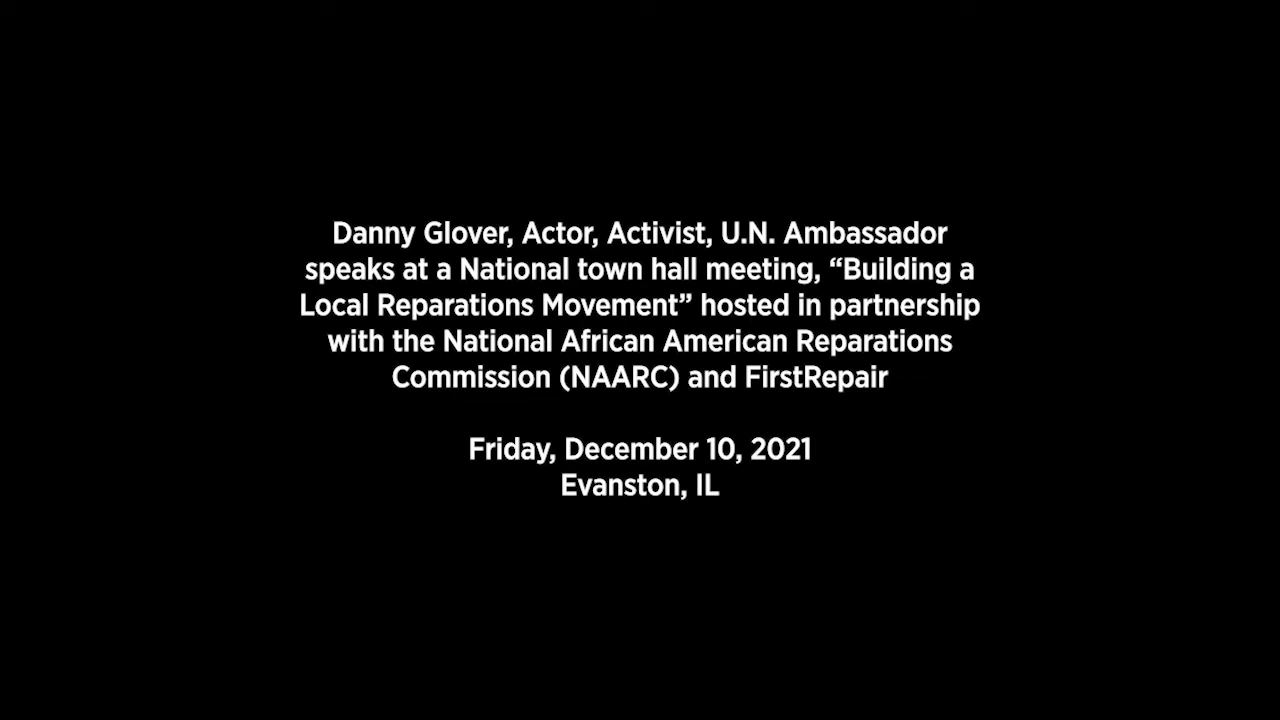 Danny Glover, Actor, Activist, U.N. Ambassador
speaks at a National town hall meeting, “Building a
Local Reparations Movement” hosted in partnership
with the National African American Reparations
Commission (NAARC) and FirstRepair
Friday, December 10, 2021
Evanston, IL